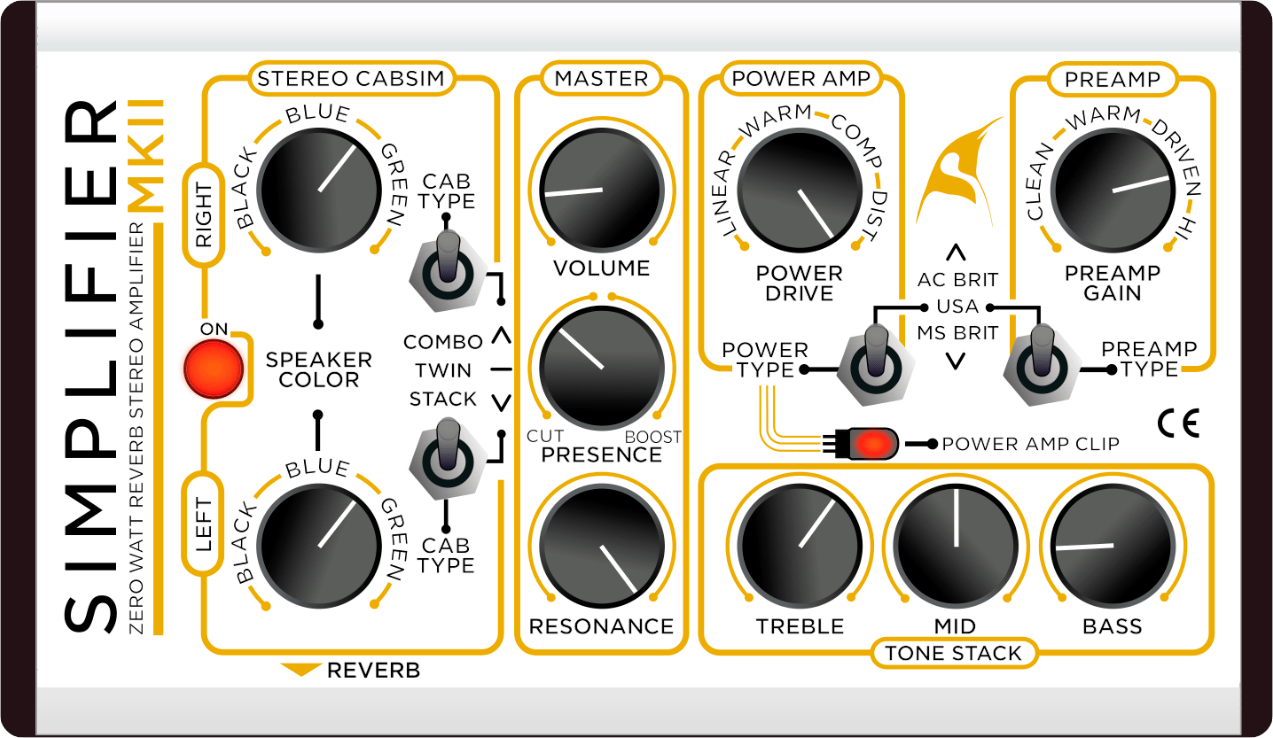 SIMPLIFIER
MKII
ZERO WATT REVERB STEREO AMPLIFIER
STEREO CABSIM
RIGHT
BLACK
BLUE
GREEN
CAB
TYPE
ON
SPEAKER
COLOR
COMBO
TWIN
STACK
LEFT
BLACK
BLUE
GREEN
CAB
TYPE
REVERB
MASTER
VOLUME
CUT
BOOST
PRESENCE
RESONANCE
POWER AMP
LINEAR
WARM
COMP
DIST
POWER
DRIVE
AC BRIT
USA
MS BRIT
POWER
TYPE
PREAMP
CLEAN
WARM
DRIVEN
HI
PREAMP
GAIN
PREAMP
TYPE
CE
POWER AMP CLIP
TREBLE
MID
BASS
TONE STACK